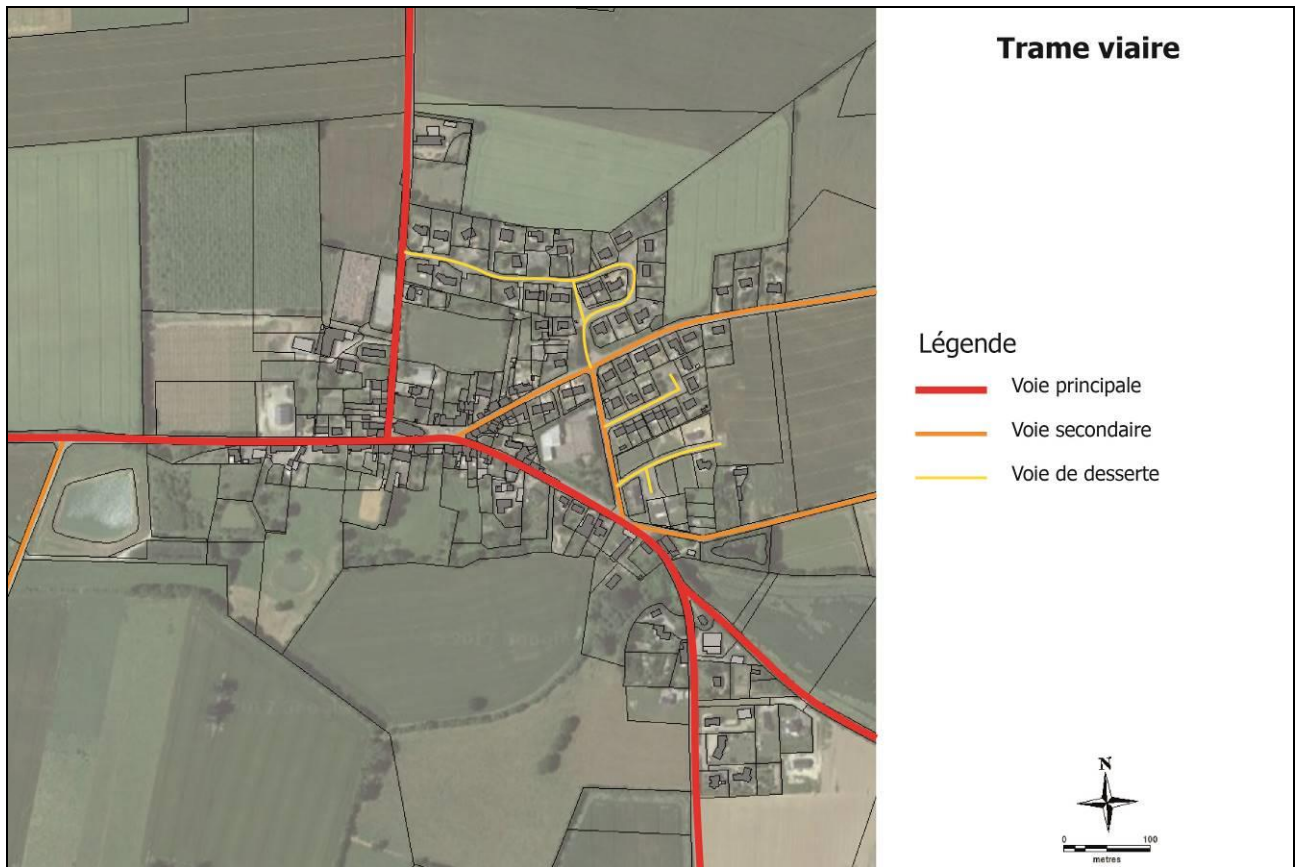 Trame viaire
Légende
Voie principale
Voie secondaire
Voie de desserte
N
0 100
metres